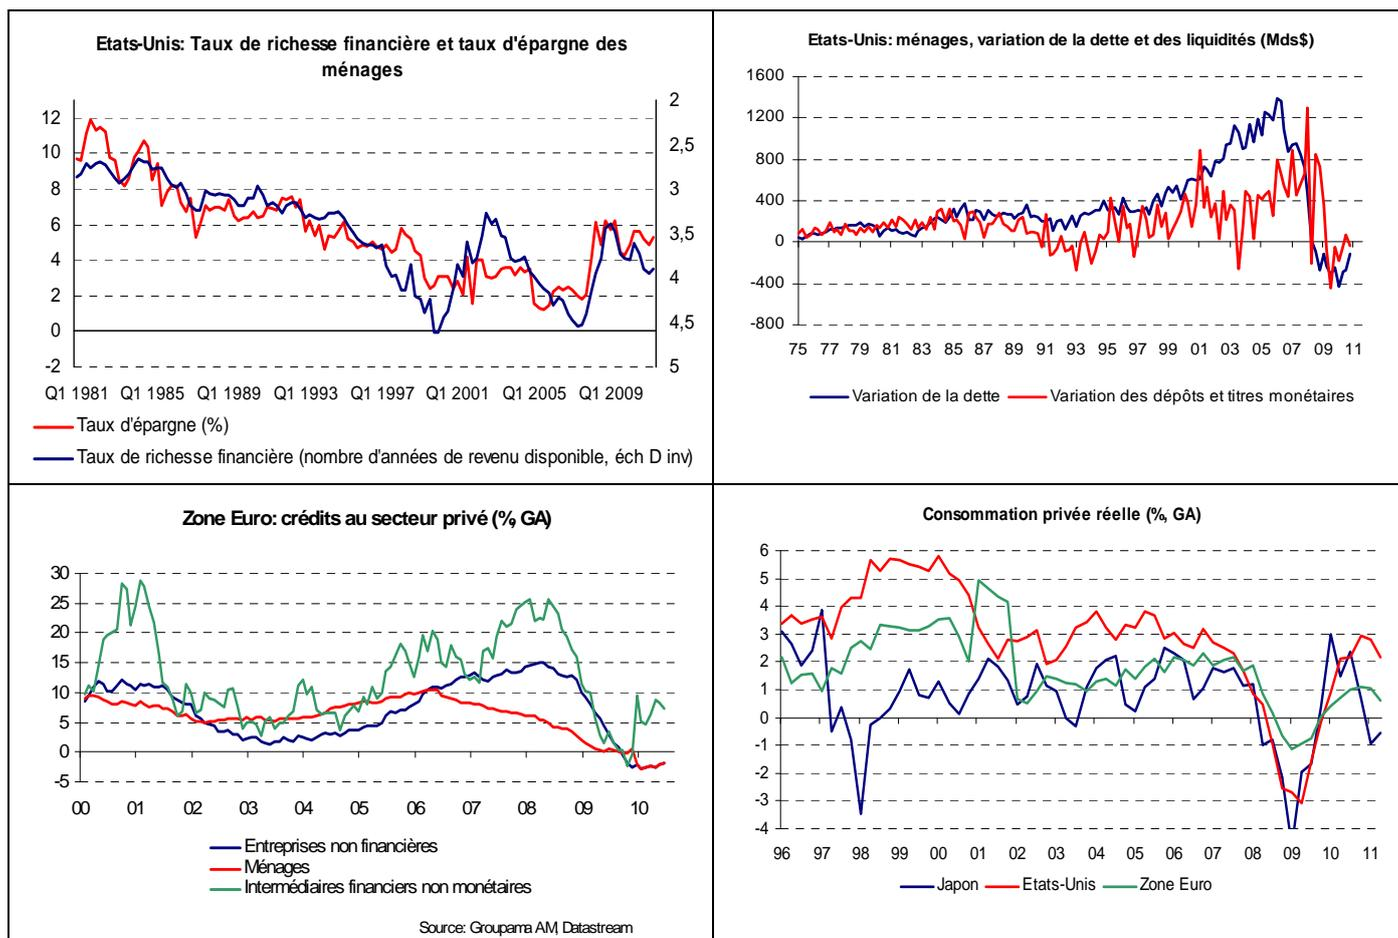 Etats-Unis: Taux de richesse financière et taux d'épargne des
ménages
12
10
8
6
4
2
0
-2
2
2,5
3
3,5
4
4,5
5
Q1 1981 Q1 1985 Q1 1989 Q1 1993 Q1 1997 Q1 2001 Q1 2005 Q1 2009
Taux d'épargne (%)
Taux de richesse financière (nombre d'années de revenu disponible, éch D inv)
Etats-Unis: ménages, variation de la dette et des liquidités (Mds$)
1600
1200
800
400
0
-400
-800
75 77 79 81 83 85 87 89 91 93 95 97 99 01 03 05 07 09 11
Variation de la dette Variation des dépôts et titres monétaires
Zone Euro: crédits au secteur privé (%, GA)
30
25
20
15
10
5
0
-5
00 01 02 03 04 05 06 07 08 09 10
Entreprises non financières
Ménages
Intermédiaires financiers non monétaires
Source: Groupama AM, Datastream
Consommation privée réelle (%, GA)
6
5
4
3
2
1
0
-1
-2
-3
-4
96 97 98 99 00 01 02 03 04 05 06 07 08 09 10 11
Japon Etats-Unis Zone Euro